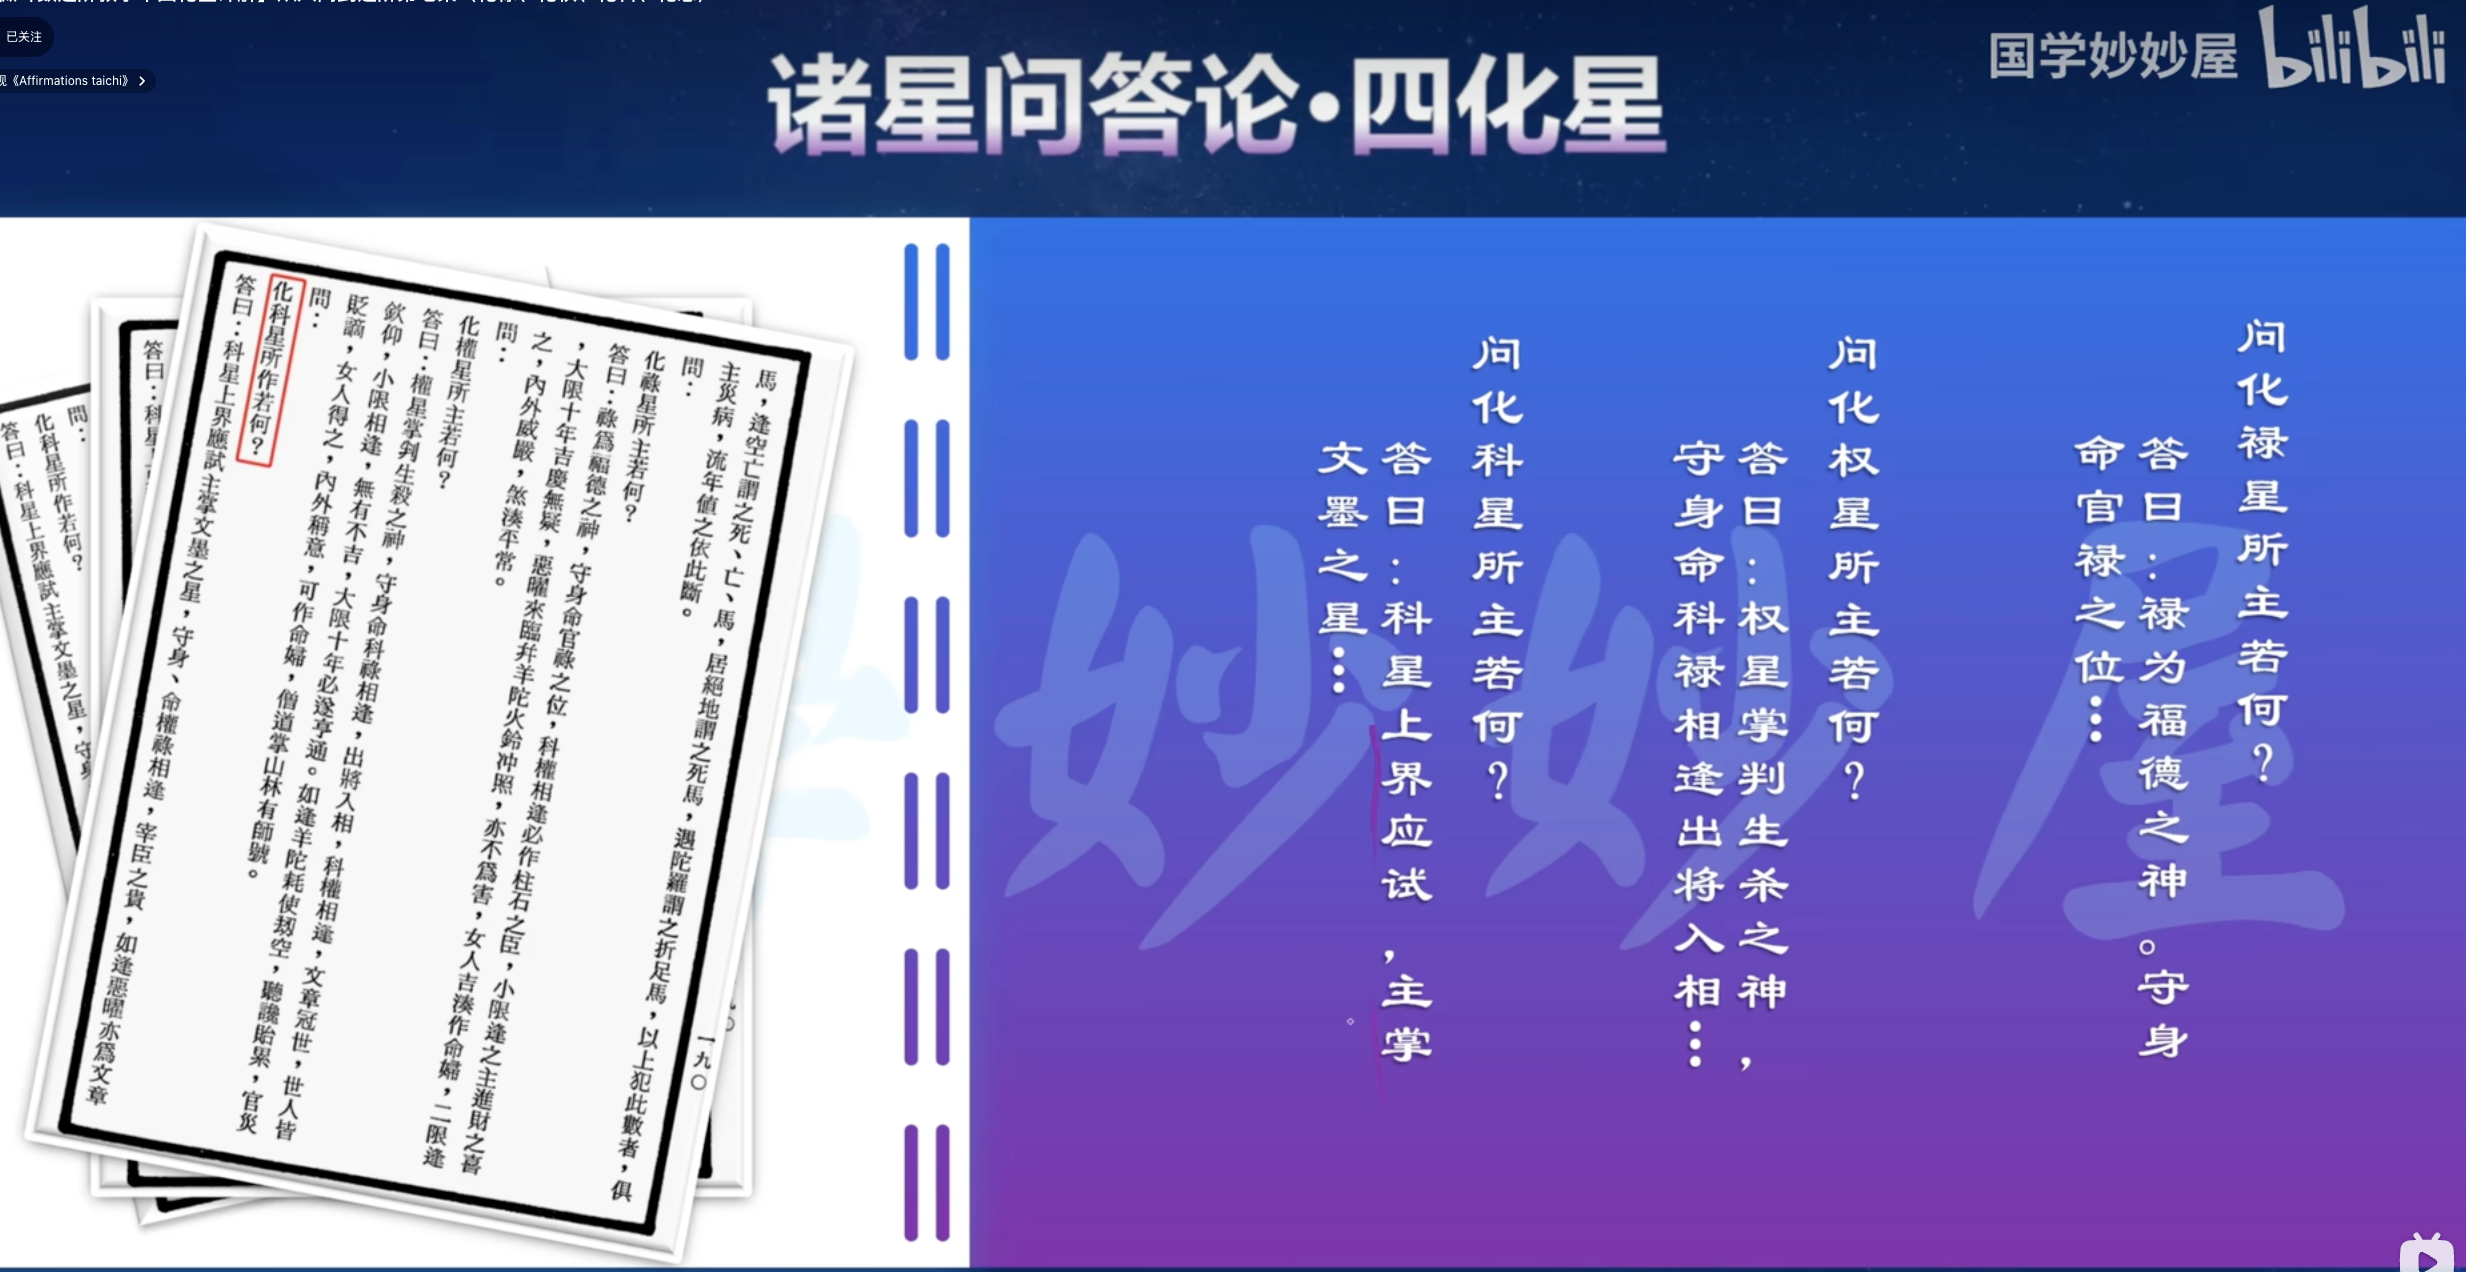 已关注
《Affirmations taichi》
国学妙妙屋 bilibili
诸星问答论·四化星
问化禄星所主若何？
答曰：禄为福德之神。守身
命官禄之位…
问化权星所主若何？
答曰：权星掌判生杀之神，
守身命科禄相逢出将入相…
问化科星所主若何？
答曰：科星上界应试，主掌
文墨之星…
妙妙屋
馬，逢空亡謂之死、亡、馬，居絕地謂之死馬，遇陀羅謂之折足馬，以上犯此數者，俱
主災病，流年值之依此斷。
問：
化祿星所主若何？
答曰：祿爲福德之神，守身命官祿之位，科權相逢必作柱石之臣，小限逢之主進財之喜
，大限十年吉慶無疑，惡曜來臨幷羊陀火鈴冲照，亦不爲害，女人吉湊作命婦，二限逢
之，內外威嚴，煞湊平常。
問：
化權星所主若何？
答曰：權星掌判生殺之神，守身命科祿相逢，出將入相，科權相逢，文章冠世，世人皆
欽仰，小限相逢，無有不吉，大限十年必遂亨通。如逢羊陀耗使刼空，聽讒貽累，官災
貶謫，女人得之，內外稱意，可作命婦，僧道掌山林有師號。
問：
化科星所作若何？
答曰：科星上界應試主掌文墨之星，守身、命權祿相逢，宰臣之貴，如逢惡曜亦爲文章
一九〇
答曰：科星
問：
化科星所作若何？
答曰：科星上界應試主掌文墨之星，守身